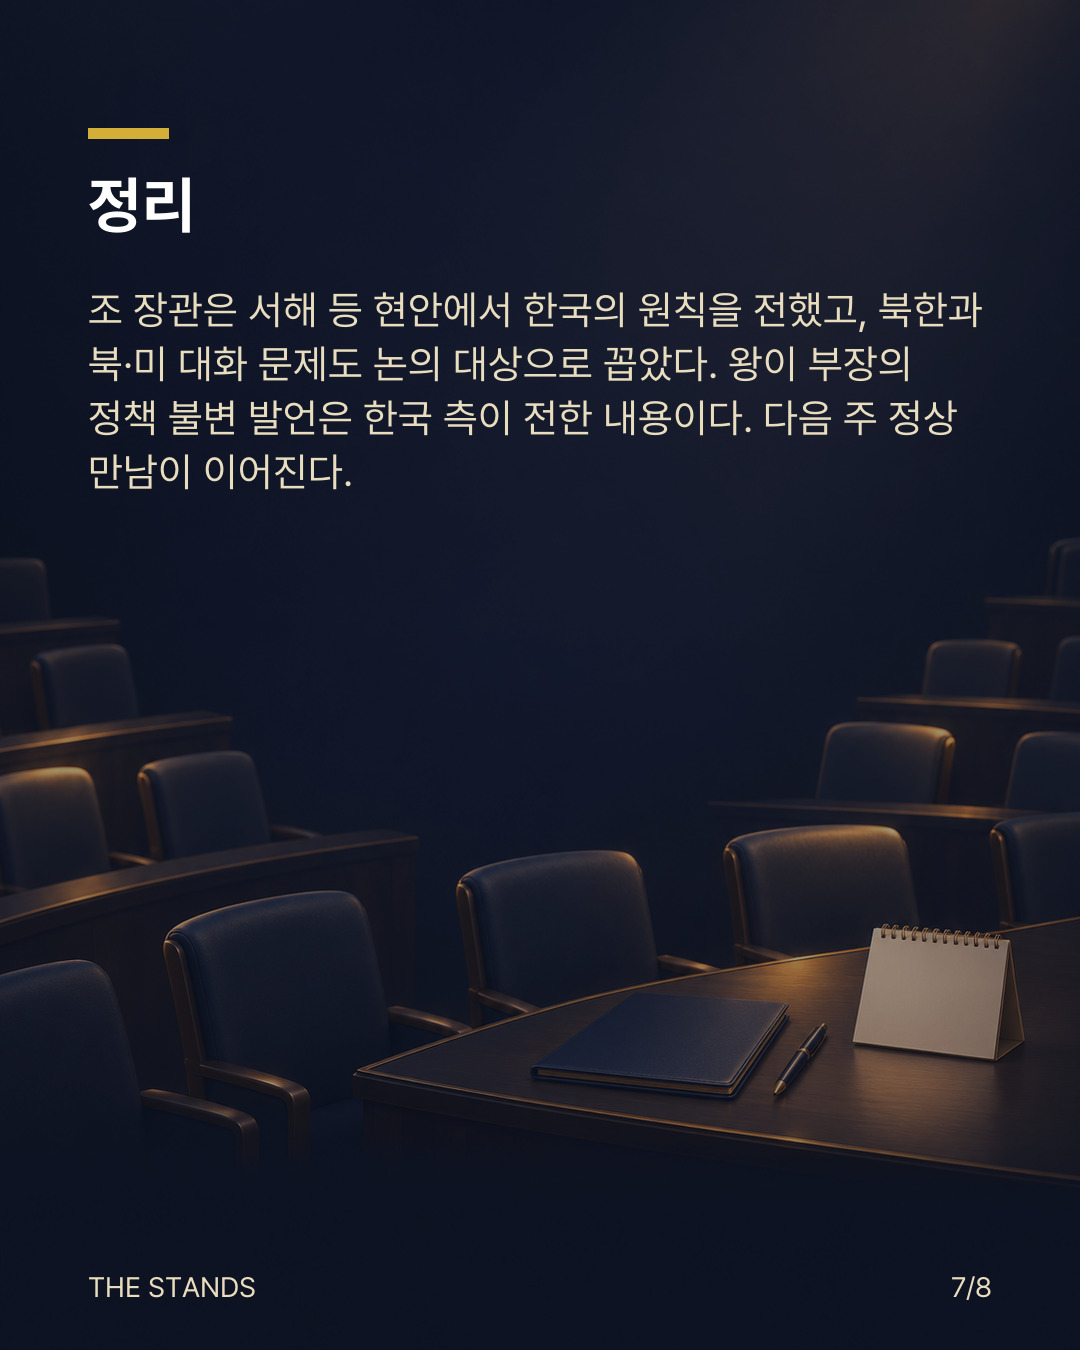 정리
조 장관은 서해 등 현안에서 한국의 원칙을 전했고, 북한과
북·미 대화 문제도 논의 대상으로 꼽았다. 왕이 부장의
정책 불변 발언은 한국 측이 전한 내용이다. 다음 주 정상
만남이 이어진다.
THE STANDS
7/8